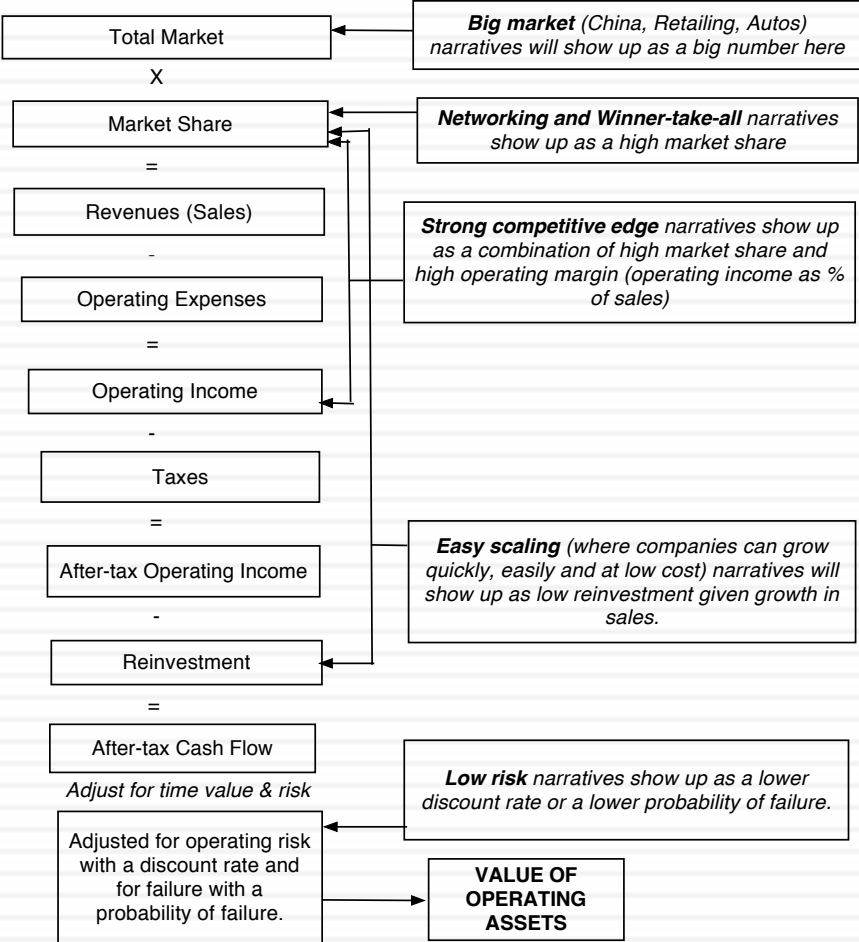 Total Market
Big market (China, Retailing, Autos)
narratives will show up as a big number here
X
Market Share
Networking and Winner-take-all narratives
show up as a high market share
=
Revenues (Sales)
Strong competitive edge narratives show up
as a combination of high market share and
high operating margin (operating income as %
of sales)
-
Operating Expenses
=
Operating Income
-
Taxes
=
After-tax Operating Income
Easy scaling (where companies can grow
quickly, easily and at low cost) narratives will
show up as low reinvestment given growth in
sales.
-
Reinvestment
=
After-tax Cash Flow
Adjust for time value & risk
Low risk narratives show up as a lower
discount rate or a lower probability of failure.
Adjusted for operating risk
with a discount rate and
for failure with a
probability of failure.
VALUE OF
OPERATING
ASSETS